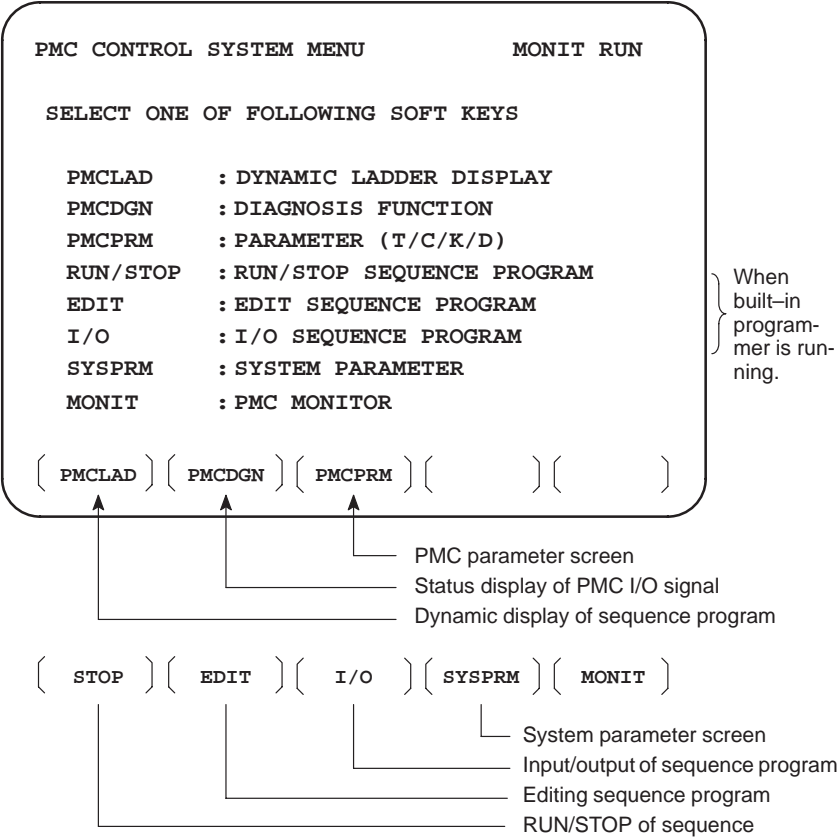 PMC CONTROL SYSTEM MENU MONIT RUN
SELECT ONE OF FOLLOWING SOFT KEYS
PMCLAD : DYNAMIC LADDER DISPLAY
PMCDGN : DIAGNOSIS FUNCTION
PMCPRM : PARAMETER (T/C/K/D)
RUN/STOP : RUN/STOP SEQUENCE PROGRAM
EDIT : EDIT SEQUENCE PROGRAM
I/O : I/O SEQUENCE PROGRAM
SYSPRM : SYSTEM PARAMETER
MONIT : PMC MONITOR
When
built–in
program-
mer is run-
ning.
PMCLAD PMCDGN PMCPRM
PMC parameter screen
Status display of PMC I/O signal
Dynamic display of sequence program
STOP EDIT I/O SYSPRM MONIT
System parameter screen
Input/output of sequence program
Editing sequence program
RUN/STOP of sequence